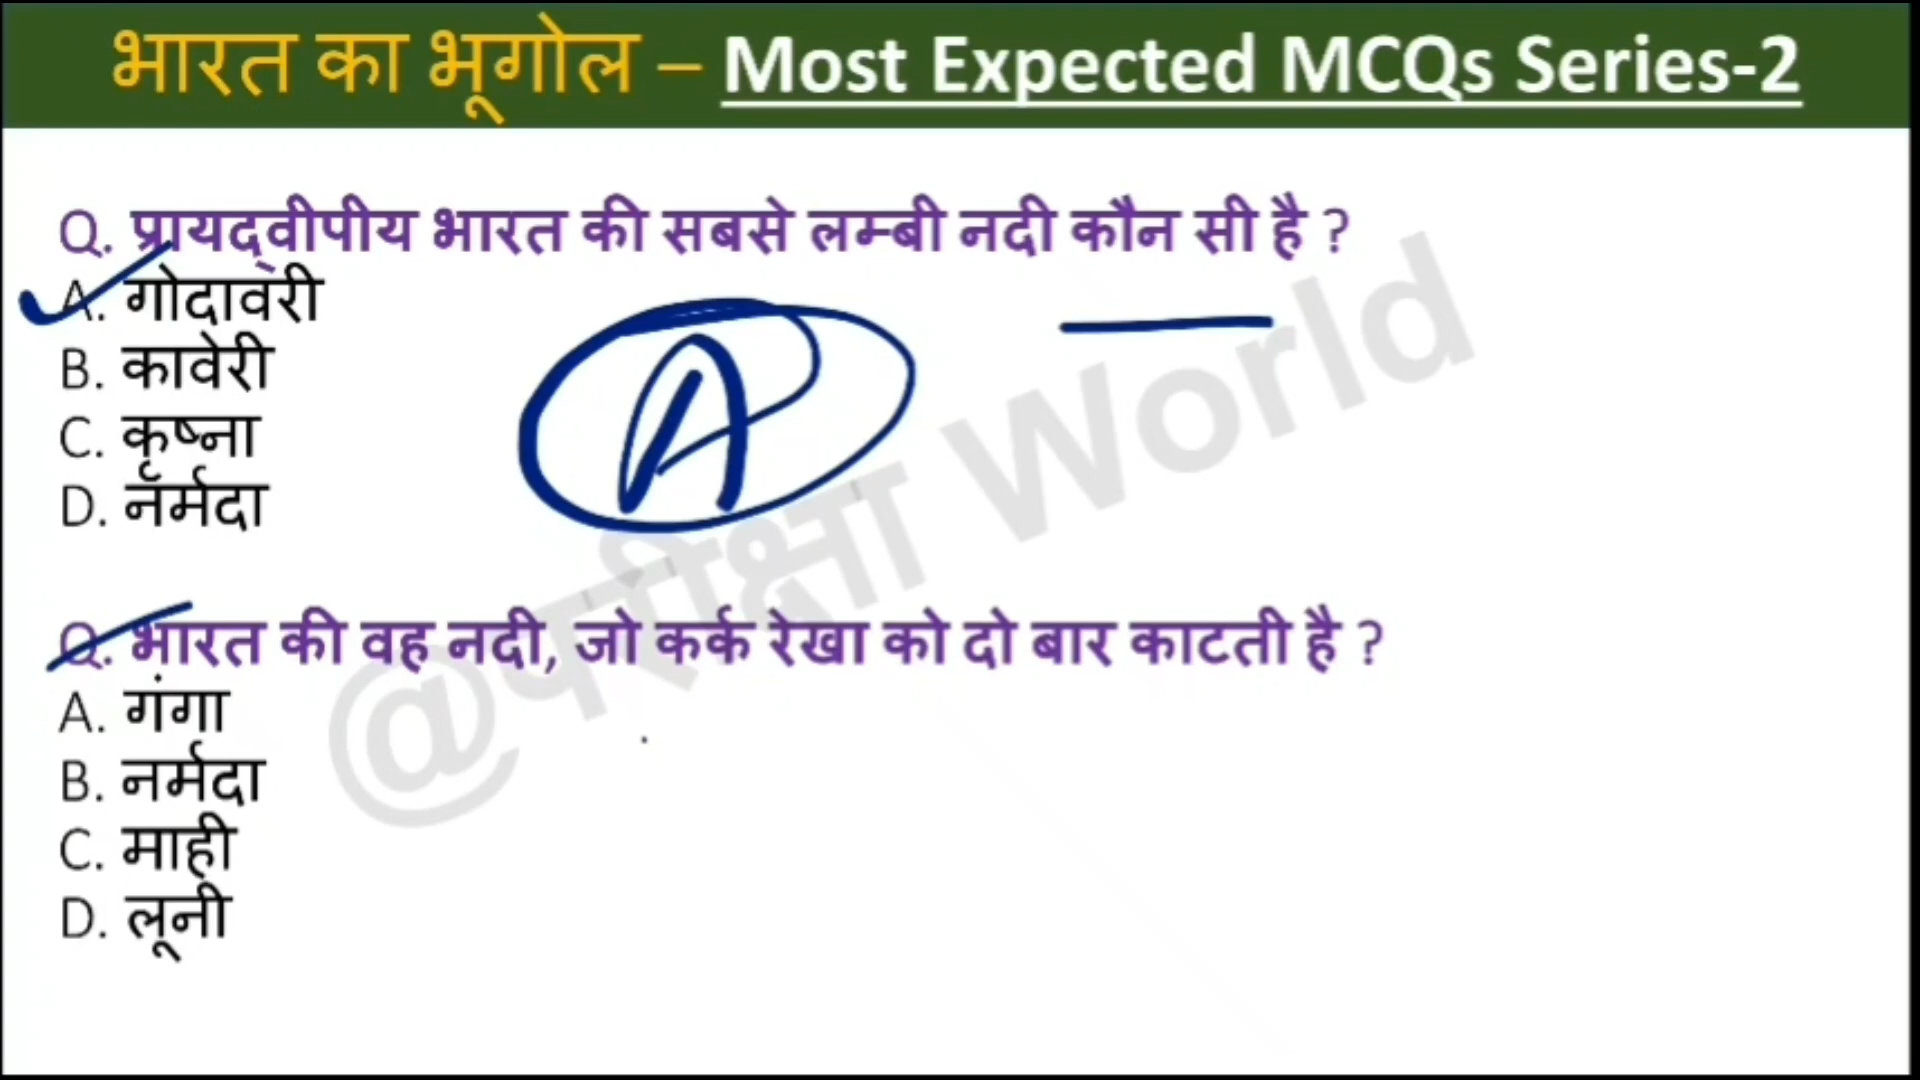 भारत का भूगोल – Most Expected MCQs Series-2
Q. प्रायद्वीपीय भारत की सबसे लम्बी नदी कौन सी है ?
A. गोदावरी
B. कावेरी
C. कृष्ना
D. नर्मदा
A
Q. भारत की वह नदी, जो कर्क रेखा को दो बार काटती है ?
A. गंगा
B. नर्मदा
C. माही
D. लूनी
@परीक्षा World